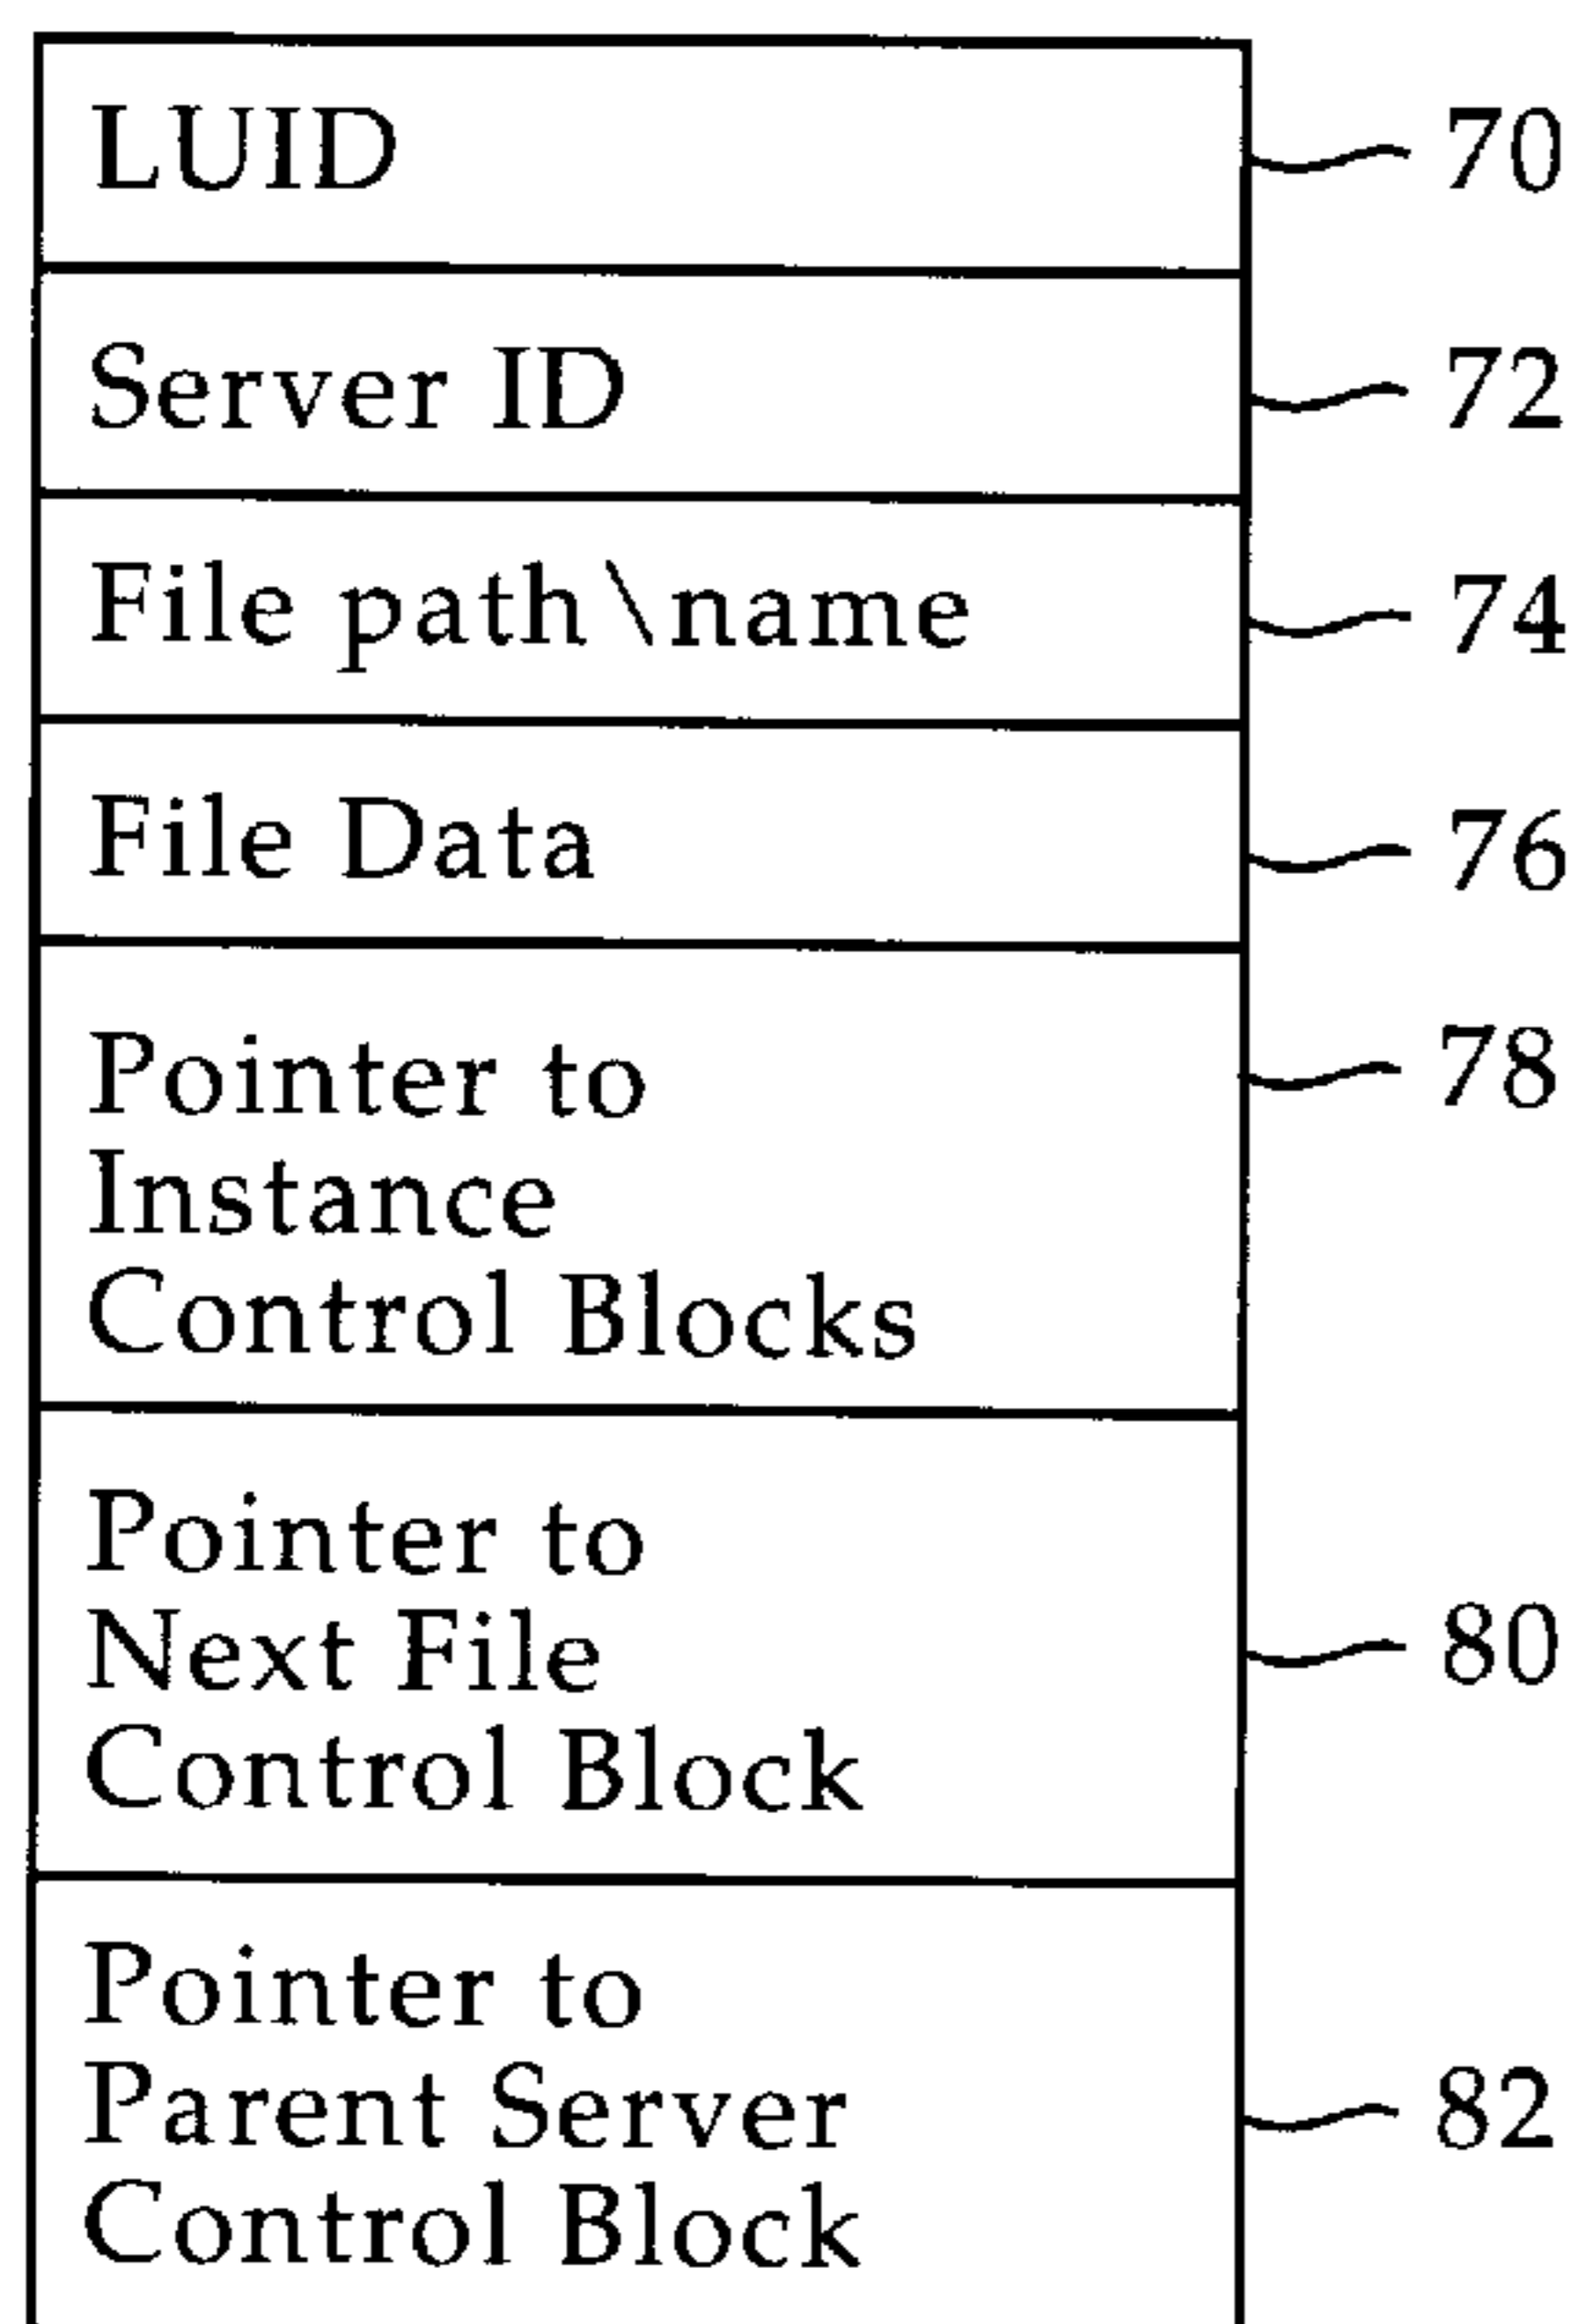 LUID 70
Server ID 72
File path\name 74
File Data 76
Pointer to 78
Instance
Control Blocks
Pointer to
Next File 80
Control Block
Pointer to
Parent Server 82
Control Block